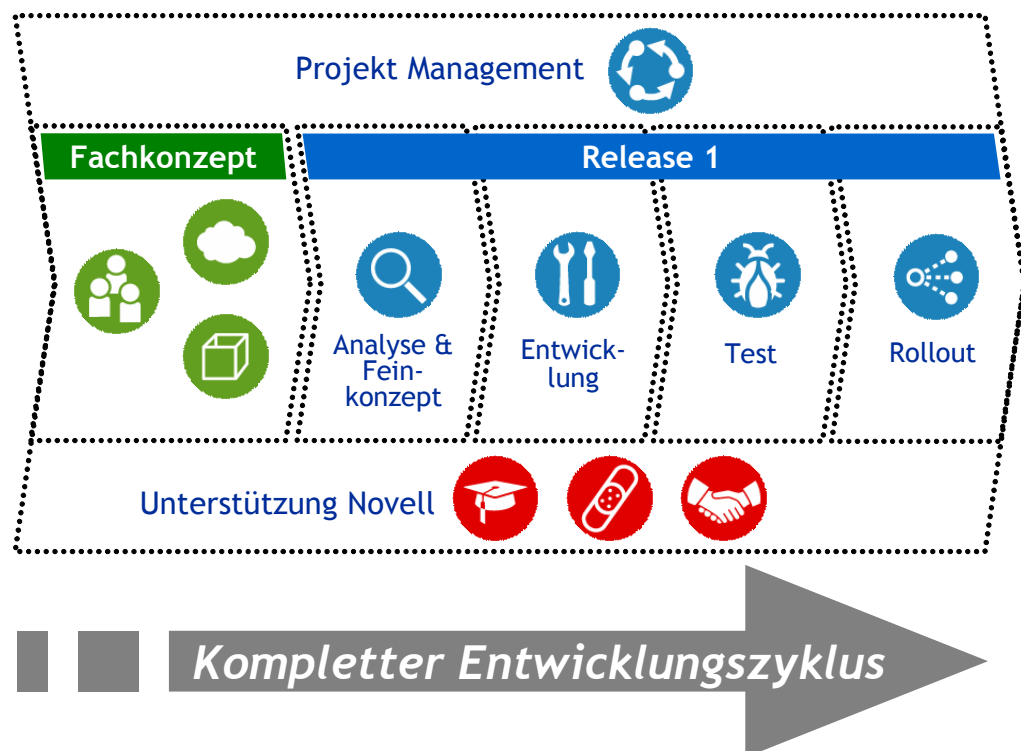 Projekt Management
Fachkonzept
Release 1
Analyse &
Fein-
konzept
Entwick-
lung
Test
Rollout
Unterstützung Novell
Kompletter Entwicklungszyklus